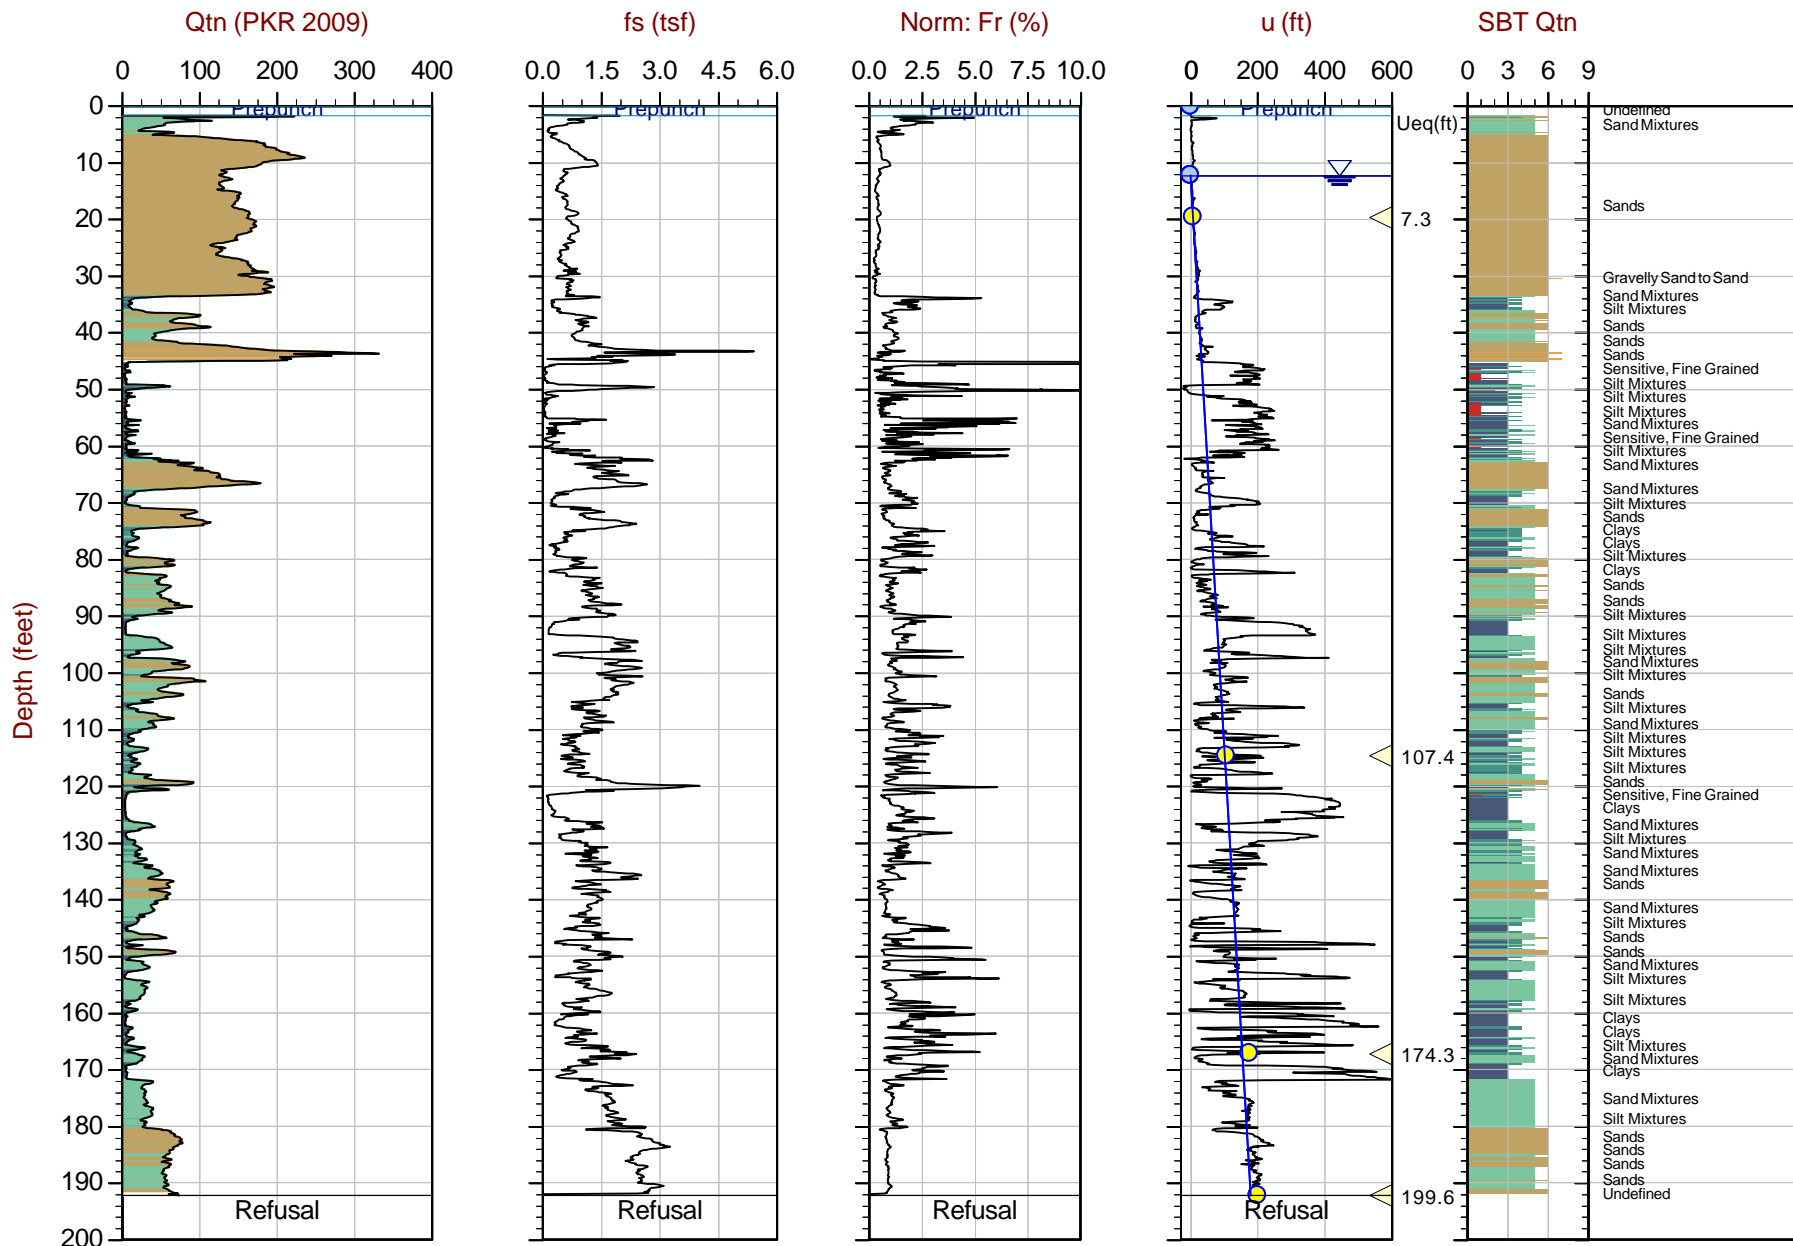 Qtn (PKR 2009) fs (tsf) Norm: Fr (%) u (ft) SBT Qtn
0 100 200 300 400 0.0 1.5 3.0 4.5 6.0 0.0 2.5 5.0 7.5 10.0 0 200 400 600 0 3 6 9
Depth (feet)
0
10
20
30
40
50
60
70
80
90
100
110
120
130
140
150
160
170
180
190
200
Prepunch Prepunch Prepunch Prepunch
Ueq(ft)
7.3
107.4
174.3
199.6
Refusal Refusal Refusal Refusal
Undefined
Sand Mixtures
Sands
Gravelly Sand to Sand
Sand Mixtures
Silt Mixtures
Sands
Sands
Sands
Sensitive, Fine Grained
Silt Mixtures
Silt Mixtures
Silt Mixtures
Sand Mixtures
Sensitive, Fine Grained
Silt Mixtures
Sand Mixtures
Sand Mixtures
Silt Mixtures
Sands
Clays
Clays
Silt Mixtures
Clays
Sands
Sands
Silt Mixtures
Silt Mixtures
Silt Mixtures
Sand Mixtures
Silt Mixtures
Sands
Silt Mixtures
Sand Mixtures
Silt Mixtures
Silt Mixtures
Silt Mixtures
Sands
Sensitive, Fine Grained
Clays
Sand Mixtures
Silt Mixtures
Sand Mixtures
Sand Mixtures
Sands
Sand Mixtures
Silt Mixtures
Sands
Sands
Sand Mixtures
Silt Mixtures
Silt Mixtures
Clays
Clays
Silt Mixtures
Sand Mixtures
Clays
Sand Mixtures
Silt Mixtures
Sands
Sands
Sands
Sands
Undefined